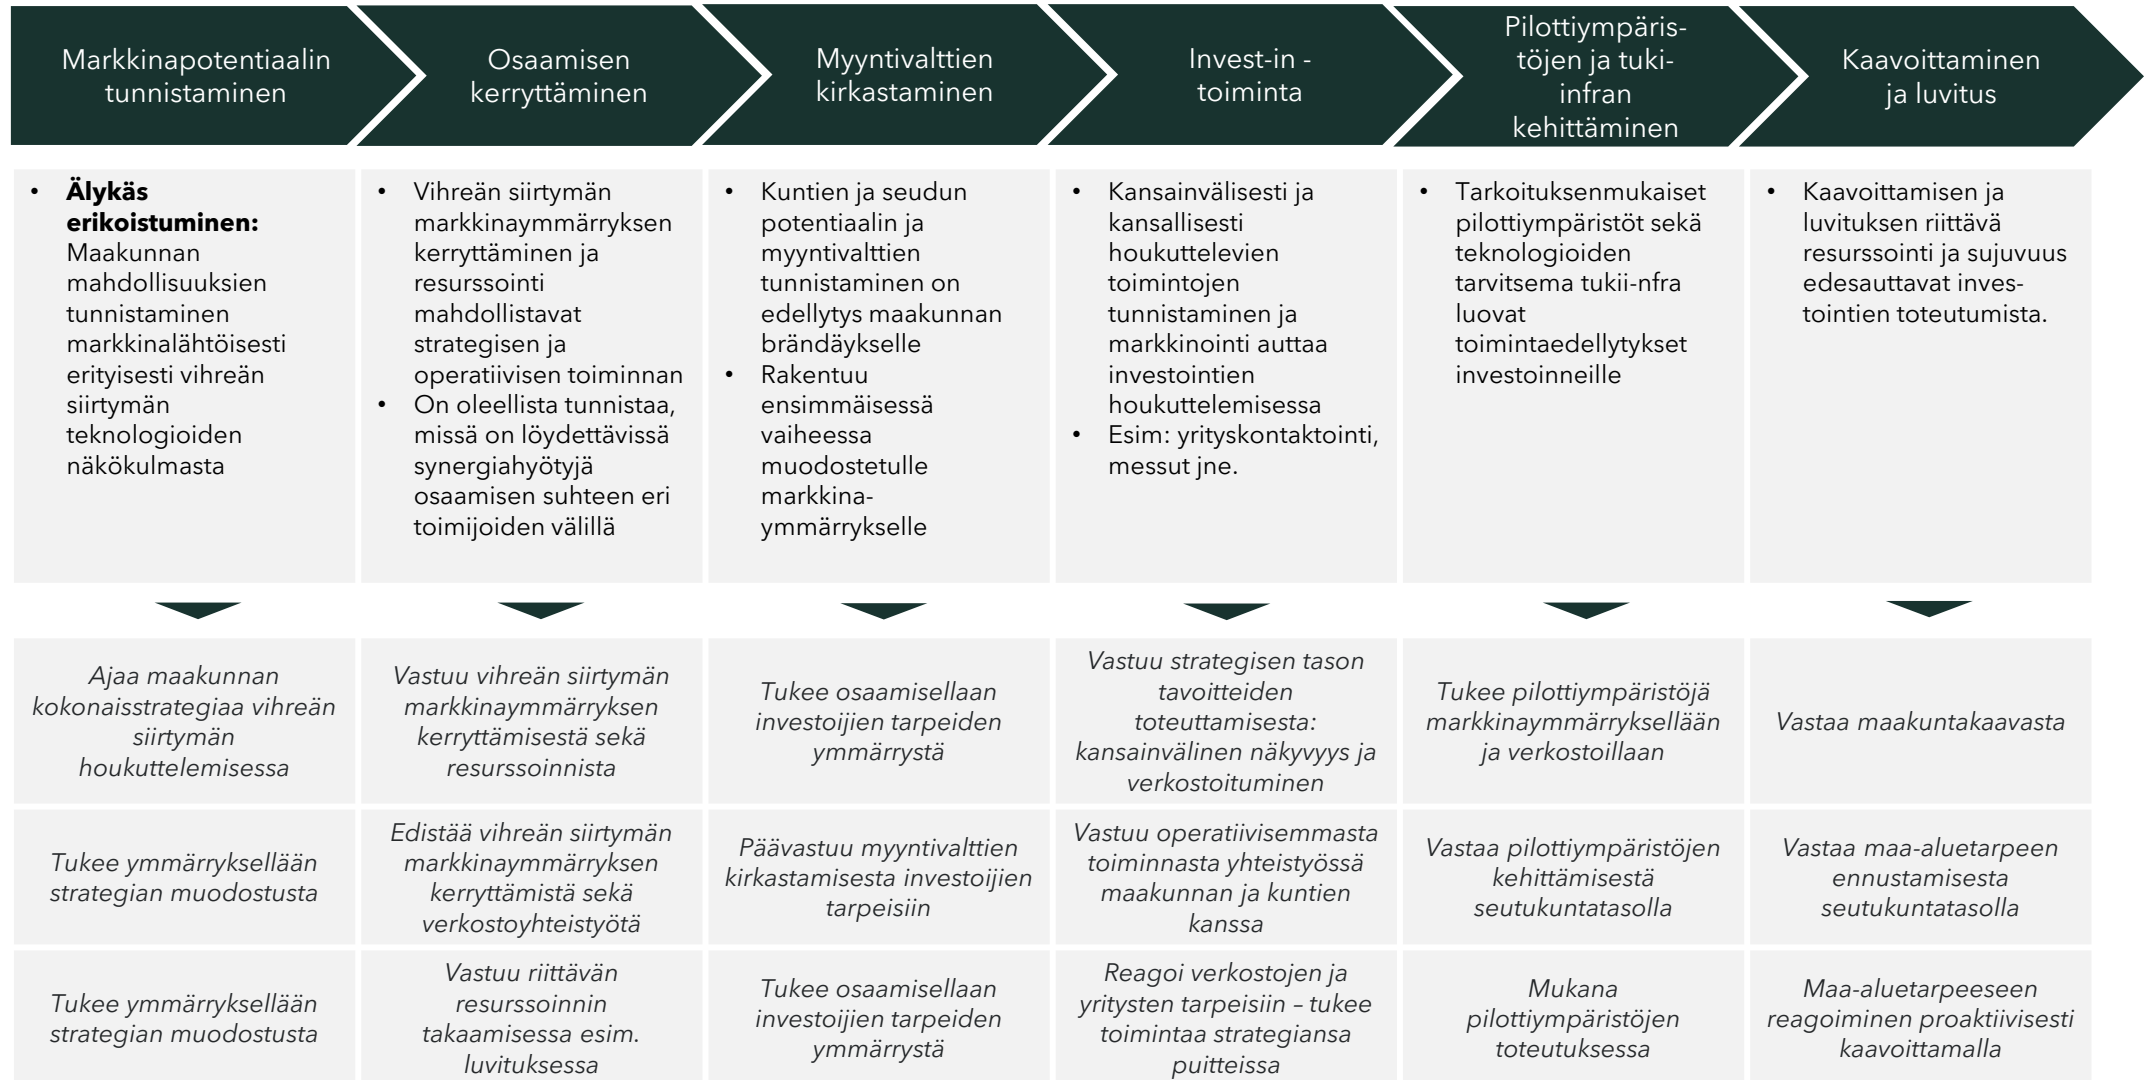 Markkinapotentiaalin
tunnistaminen
Osaamisen
kerryttäminen
Myyntivalttien
kirkastaminen
Invest-in -
toiminta
Pilottiympäris-
töjen ja tuki-
infran
kehittäminen
Kaavoittaminen
ja luvitus
• Älykäs
erikoistuminen:
Maakunnan
mahdollisuuksien
tunnistaminen
markkinalähtöisesti
erityisesti vihreän
siirtymän
teknologioiden
näkökulmasta
• Vihreän siirtymän
markkinaymmärryksen
kerryttäminen ja
resurssointi
mahdollistavat
strategisen ja
operatiivisen toiminnan
• On oleellista tunnistaa,
missä on löydettävissä
synergiahyötyjä
osaamisen suhteen eri
toimijoiden välillä
• Kuntien ja seudun
potentiaalin ja
myyntivalttien
tunnistaminen on
edellytys maakunnan
brändäykselle
• Rakentuu
ensimmäisessä
vaiheessa
muodostetulle
markkina-
ymmärrykselle
• Kansainvälisesti ja
kansallisesti
houkuttelevien
toimintojen
tunnistaminen ja
markkinointi auttaa
investointien
houkuttelemisessa
• Esim: yrityskontaktointi,
messut jne.
• Tarkoituksenmukaiset
pilottiympäristöt sekä
teknologioiden
tarvitsema tukii-nfra
luovat
toimintaedellytykset
investoinneille
• Kaavoittamisen ja
luvituksen riittävä
resurssointi ja sujuvuus
edesauttavat inves-
tointien toteutumista.
Ajaa maakunnan
kokonaisstrategiaa vihreän
siirtymän
houkuttelemisessa
Vastuu vihreän siirtymän
markkinaymmärryksen
kerryttämisestä sekä
resurssoinnista
Tukee osaamisellaan
investoijien tarpeiden
ymmärrystä
Vastuu strategisen tason
tavoitteiden
toteuttamisesta:
kansainvälinen näkyvyys ja
verkostoituminen
Tukee pilottiympäristöjä
markkinaymmärryksellään
ja verkostoillaan
Vastaa maakuntakaavasta
Tukee ymmärryksellään
strategian muodostusta
Edistää vihreän siirtymän
markkinaymmärryksen
kerryttämistä sekä
verkostoyhteistyötä
Päävastuu myyntivalttien
kirkastamisesta investoijien
tarpeisiin
Vastuu operatiivisemmasta
toiminnasta yhteistyössä
maakunnan ja kuntien
kanssa
Vastaa pilottiympäristöjen
kehittämisestä
seutukuntatasolla
Vastaa maa-aluetarpeen
ennustamisesta
seutukuntatasolla
Tukee ymmärryksellään
strategian muodostusta
Vastuu riittävän
resurssoinnin
takaamisessa esim.
luvituksessa
Tukee osaamisellaan
investoijien tarpeiden
ymmärrystä
Reagoi verkostojen ja
yritysten tarpeisiin – tukee
toimintaa strategiansa
puitteissa
Mukana
pilottiympäristöjen
toteutuksessa
Maa-aluetarpeeseen
reagoiminen proaktiivisesti
kaavoittamalla